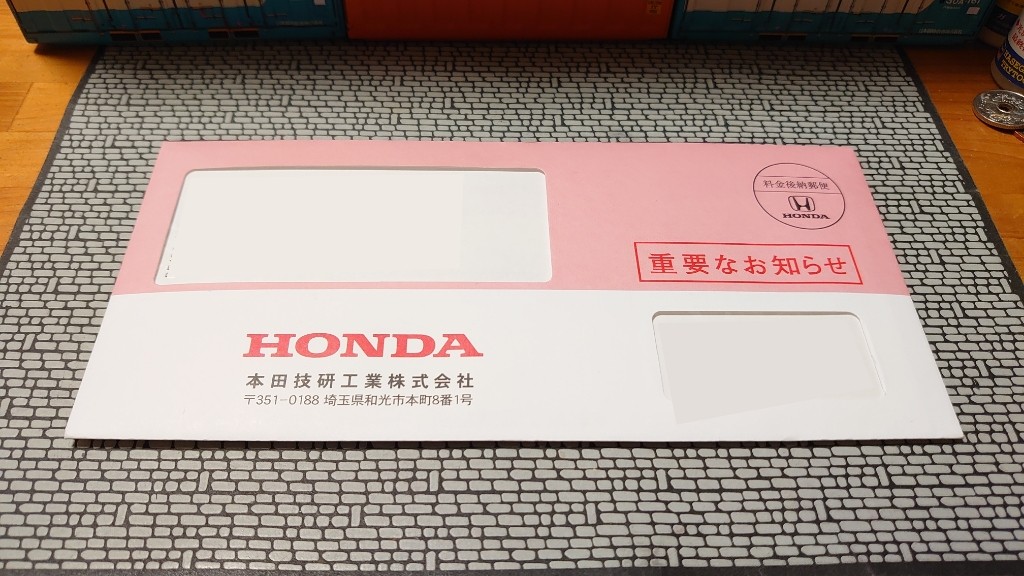 料金後納郵便
HONDA
重要なお知らせ
HONDA
本田技研工業株式会社
〒351-0188 埼玉県和光市本町8番1号